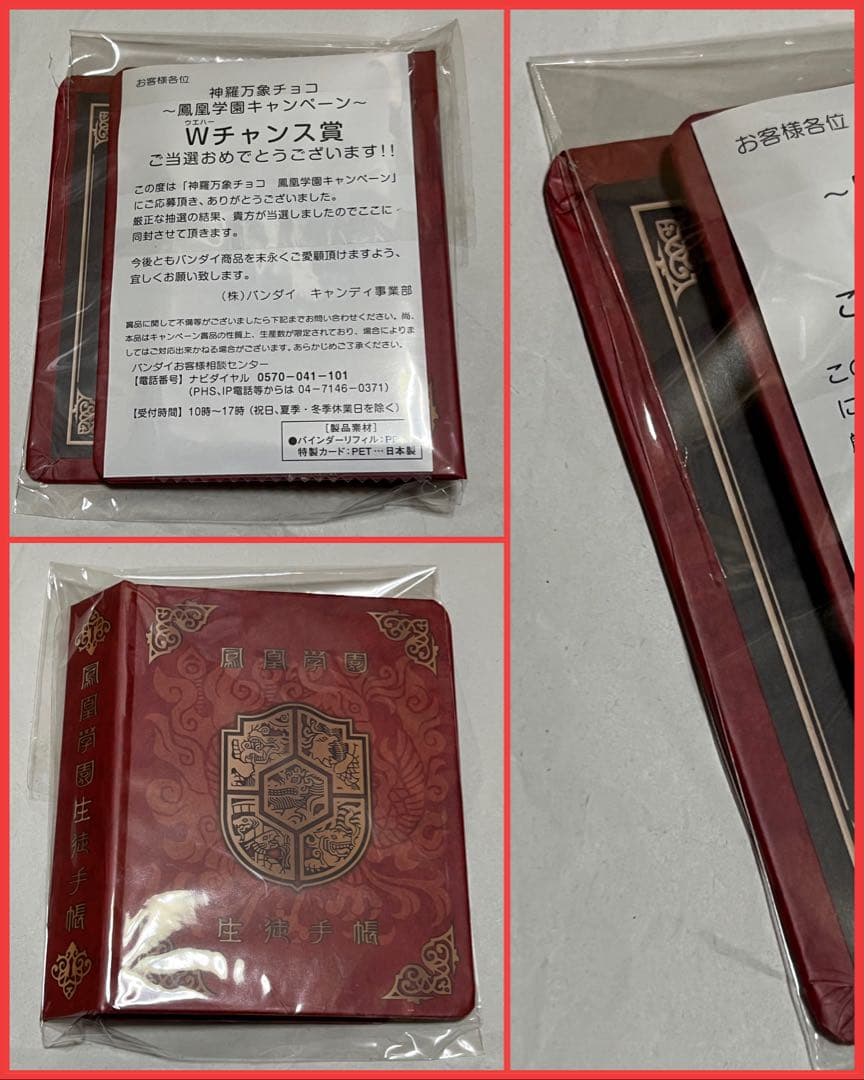 お客様各位
神羅万象チョコ
～鳳凰学園キャンペーン～
ウエハー
Wチャンス賞
ご当選おめでとうございます!!
この度は「神羅万象チョコ 鳳凰学園キャンペーン」
にご応募頂き、ありがとうございました。
厳正な抽選の結果、貴方が当選しましたのでここに
同封させて頂きます。
今後ともバンダイ商品を末永くご愛顧頂けますよう、
宜しくお願い致します。
（株）バンダイ キャンディ事業部
賞品に関して不備等がございましたら下記までお問い合わせください。尚、
本品はキャンペーン賞品の性質上、生産数が限定されており、場合によりま
してはご対応出来かねる場合がございます。あらかじめご了承ください。
バンダイお客様相談センター
【電話番号】ナビダイヤル 0570-041-101
（PHS、IP電話等からは 04-7146-0371）
【受付時間】10時～17時（祝日、夏季・冬季休業日を除く）
［製品素材］
●バインダーリフィル：P
特製カード：PET…日本製
鳳凰学園
生徒手帳
鳳凰学園生徒手帳
お客様各位
～
こ
この
に